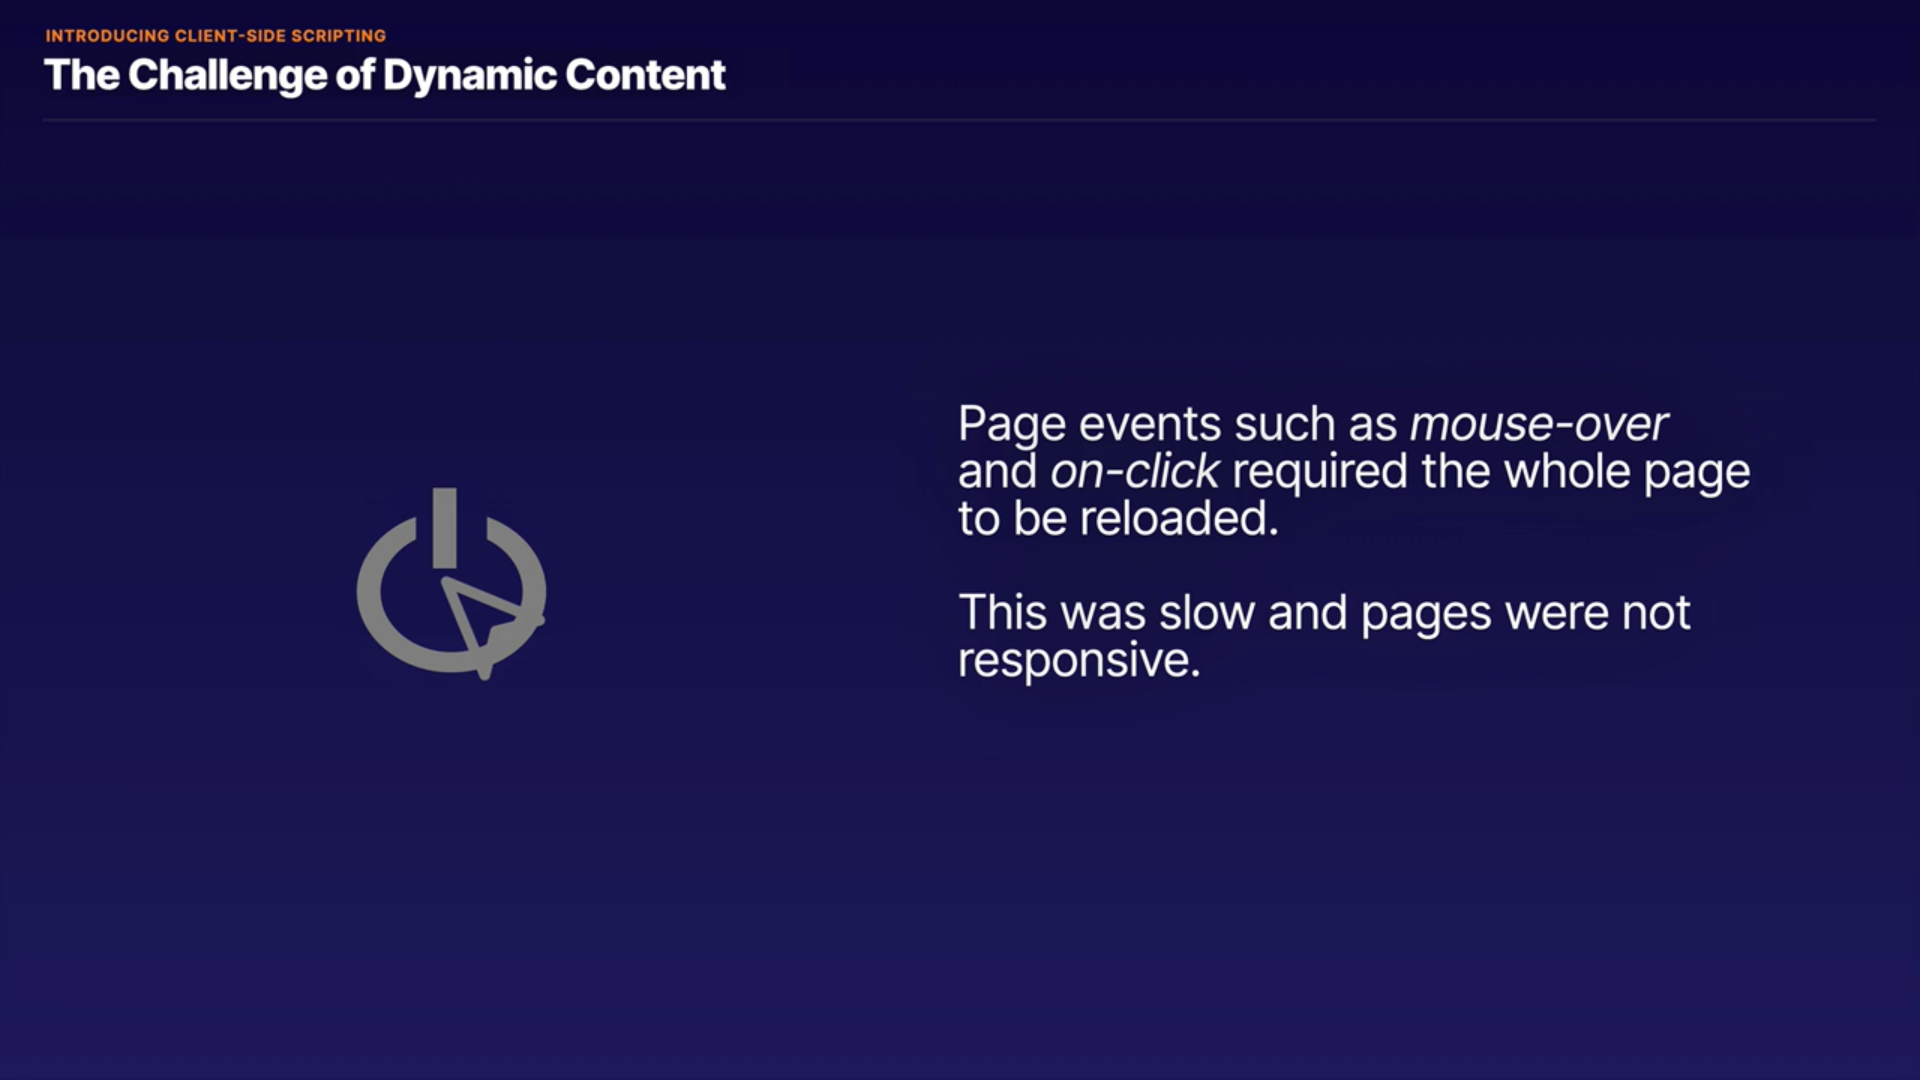 INTRODUCING CLIENT-SIDE SCRIPTING
The Challenge of Dynamic Content
Page events such as mouse-over
and on-click required the whole page
to be reloaded.
This was slow and pages were not
responsive.